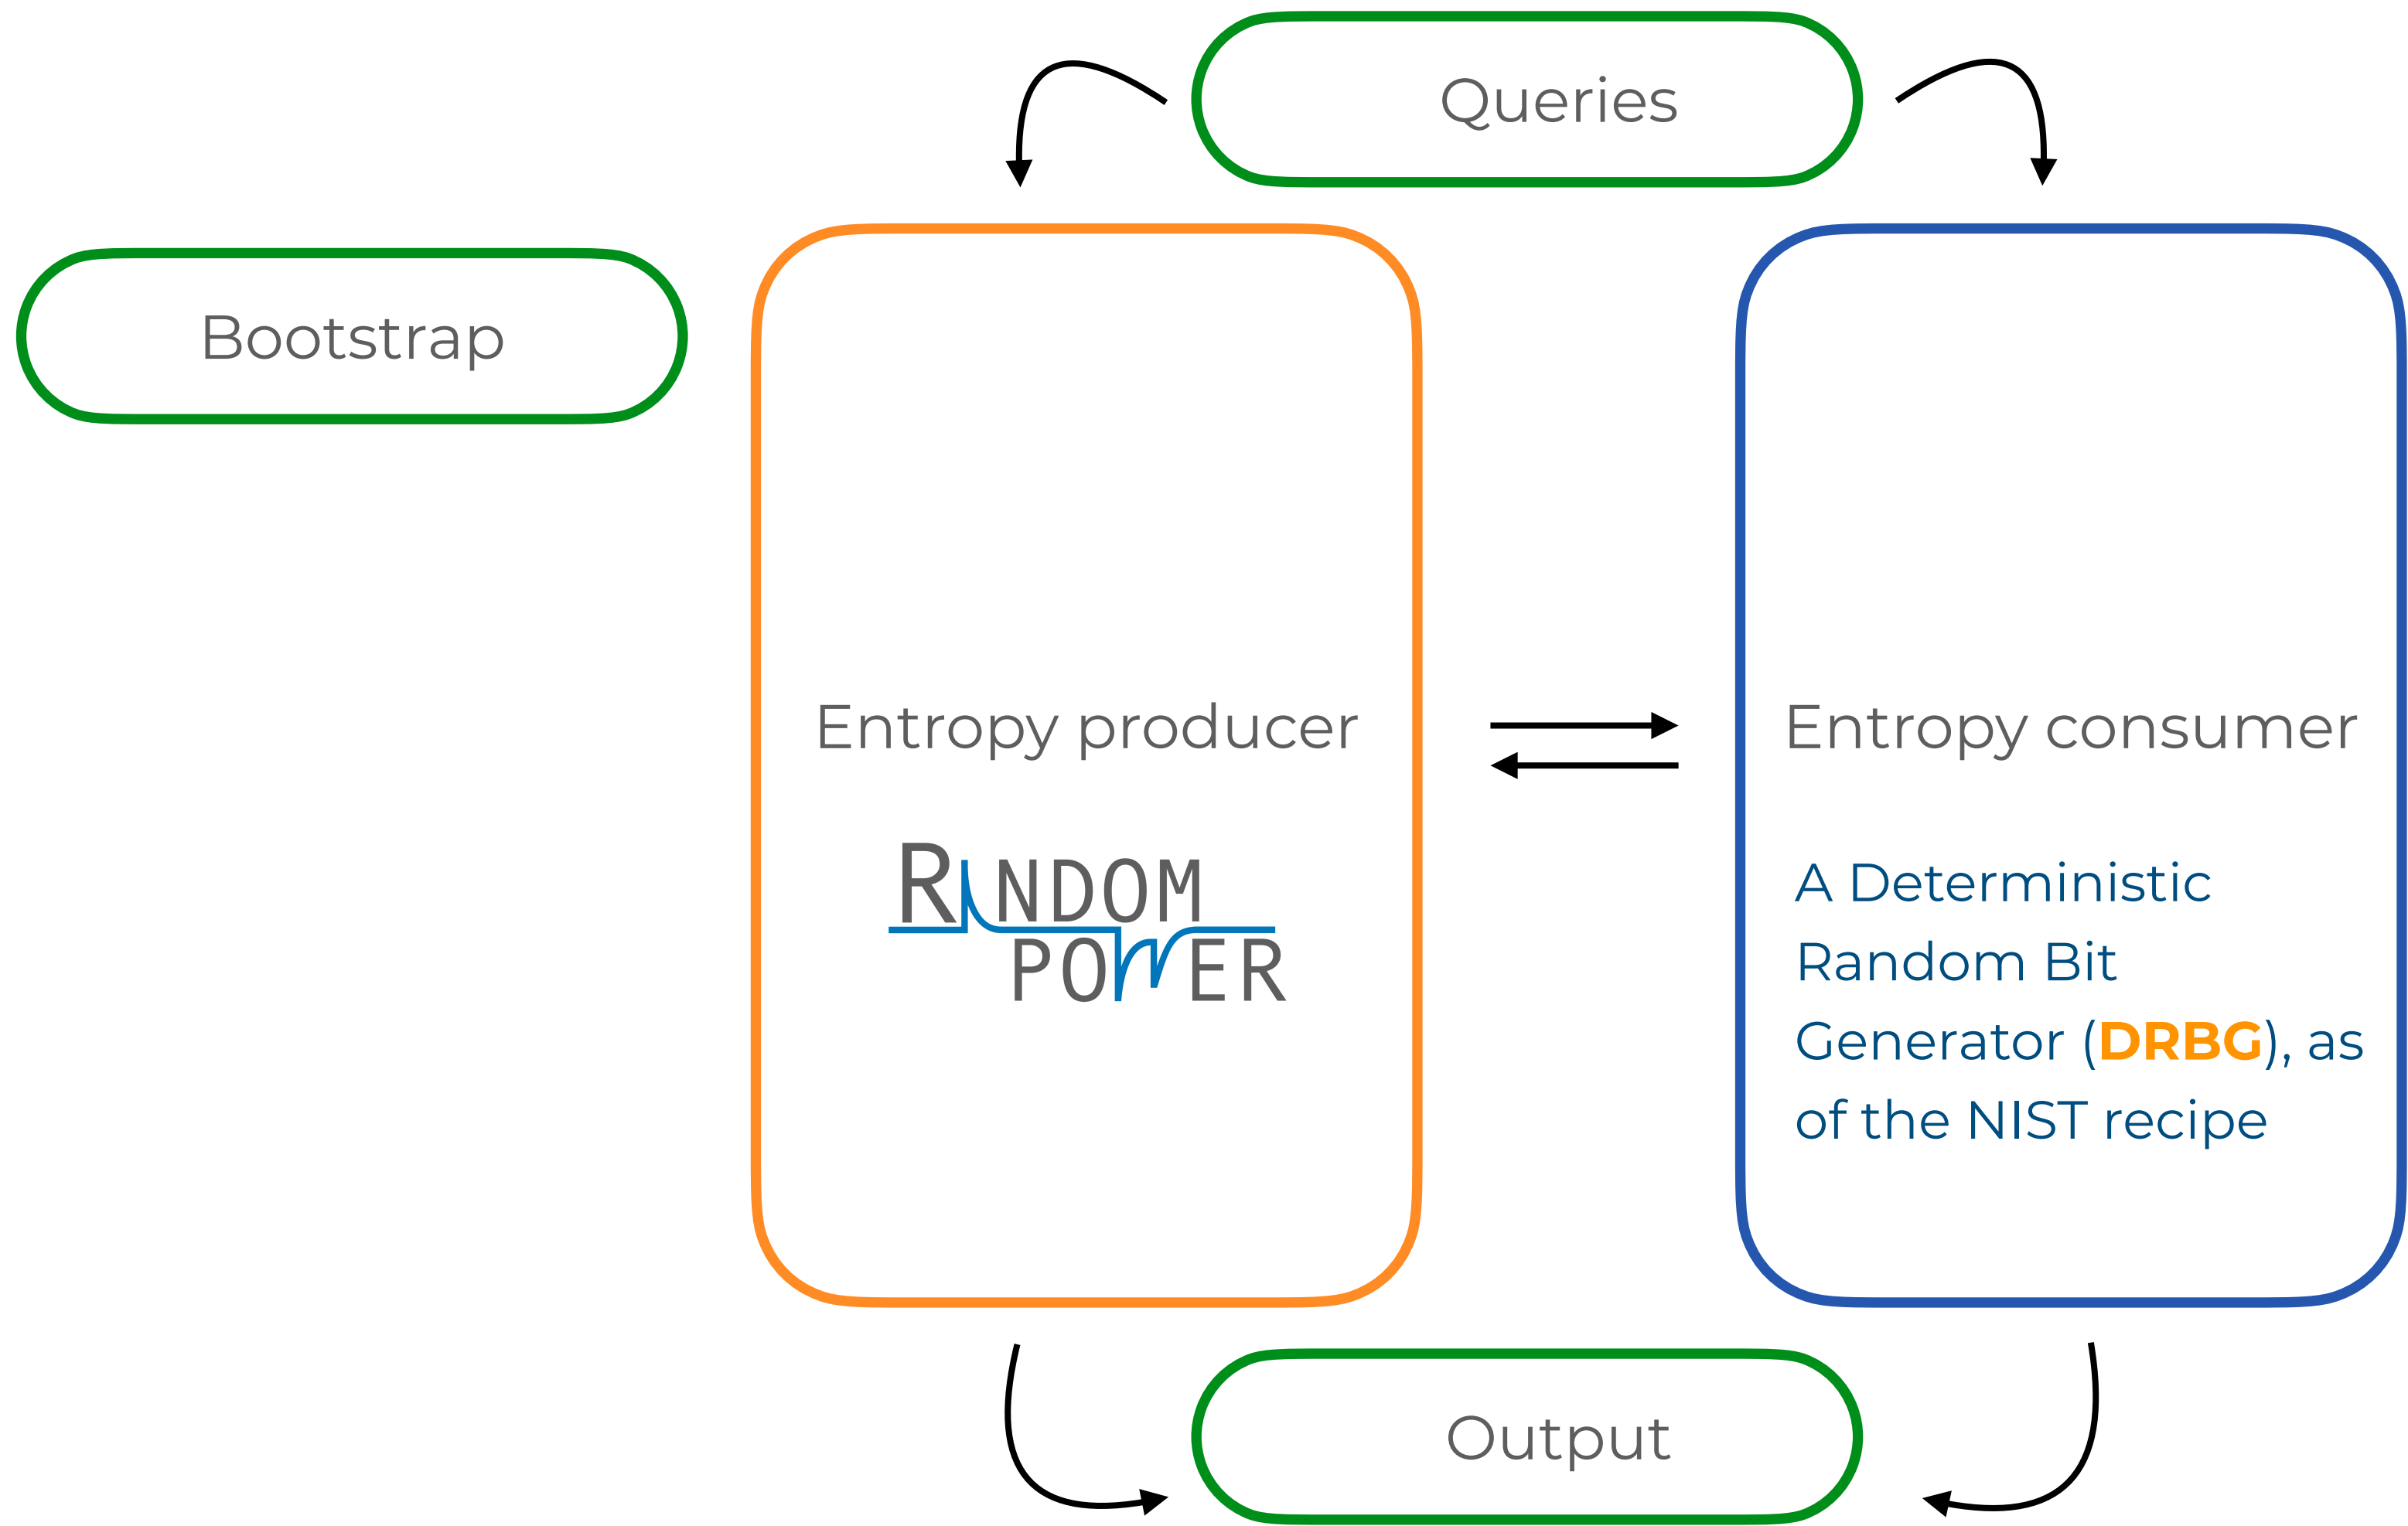 Queries
Bootstrap
Entropy producer
RANDOM
POWER
Entropy consumer
A Deterministic
Random Bit
Generator (DRBG), as
of the NIST recipe
Output